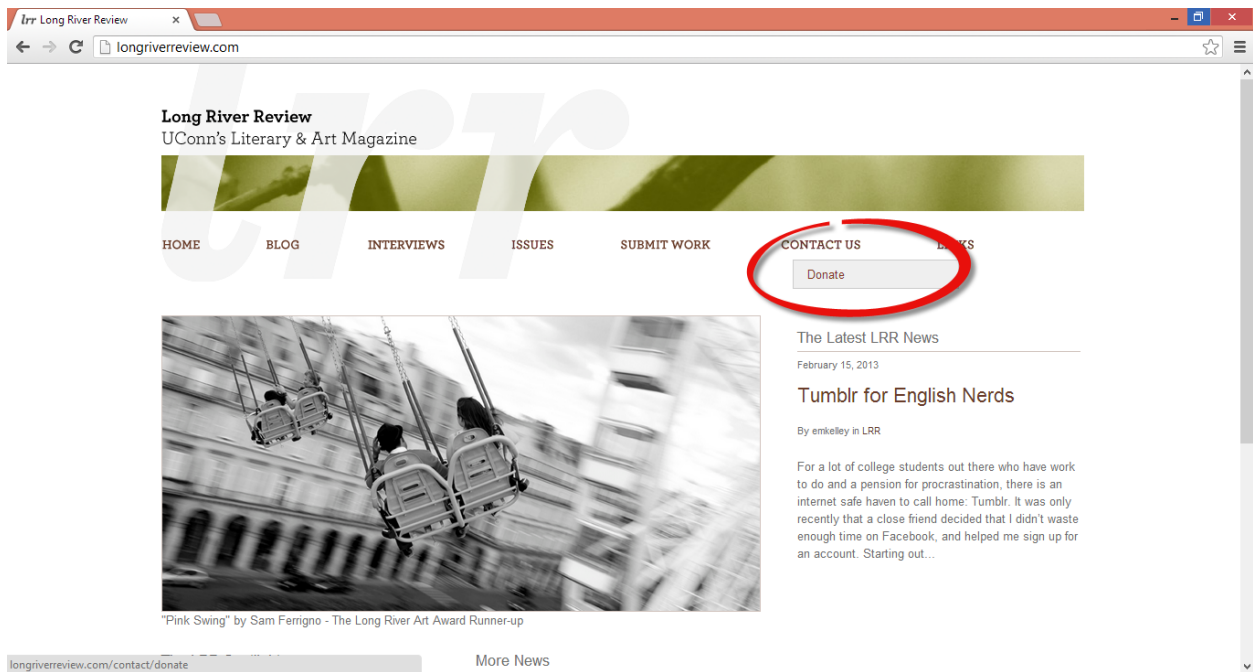 lrr Long River Review
longriverreview.com
lrr
Long River Review
UConn's Literary & Art Magazine
HOME BLOG INTERVIEWS ISSUES SUBMIT WORK CONTACT US LINKS
Donate
The Latest LRR News
February 15, 2013
Tumblr for English Nerds
By emkelley in LRR
For a lot of college students out there who have work
to do and a pension for procrastination, there is an
internet safe haven to call home: Tumblr. It was only
recently that a close friend decided that I didn't waste
enough time on Facebook, and helped me sign up for
an account. Starting out...
"Pink Swing" by Sam Ferrigno - The Long River Art Award Runner-up
More News
longriverreview.com/contact/donate